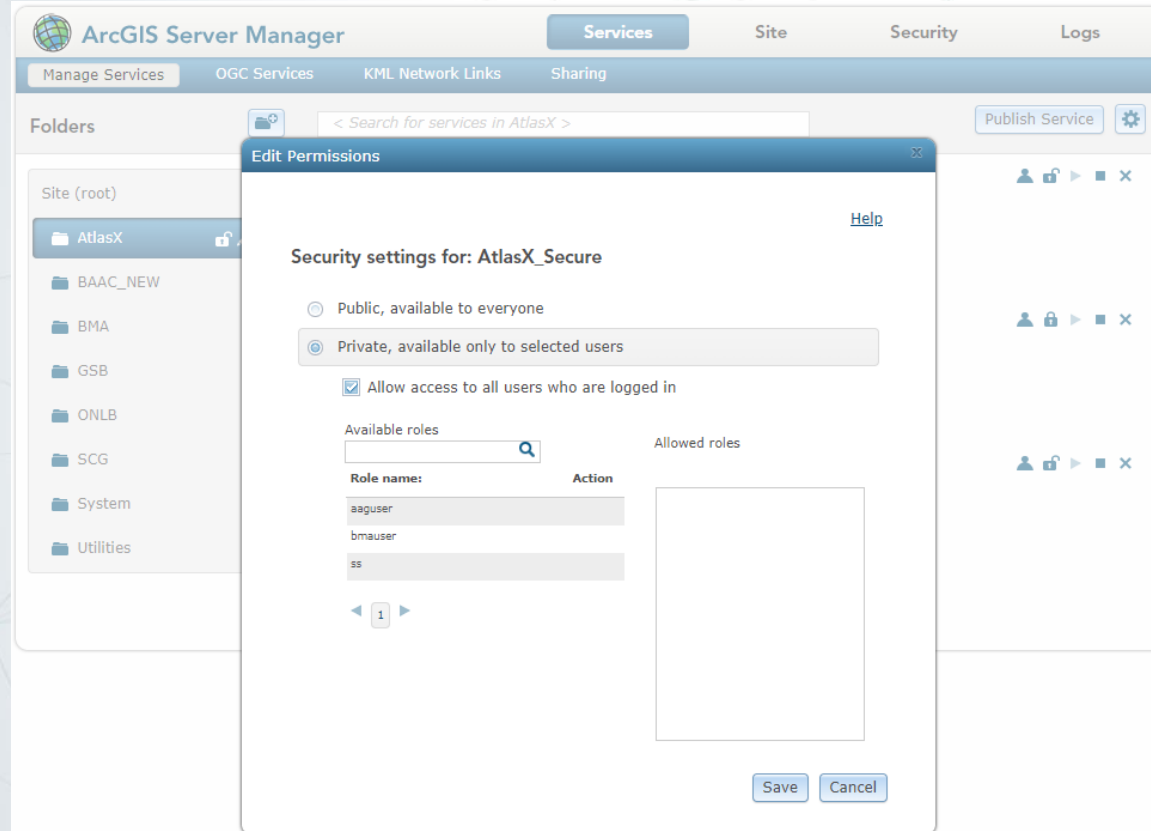 ArcGIS Server Manager
Services
Site
Security
Logs
Manage Services
OGC Services
KML Network Links
Sharing
Folders
< Search for services in AtlasX >
Publish Service
Edit Permissions
Site (root)
AtlasX
BAAC_NEW
BMA
GSB
ONLB
SCG
System
Utilities
Help
Security settings for: AtlasX_Secure
Public, available to everyone
Private, available only to selected users
Allow access to all users who are logged in
Available roles
Allowed roles
Role name:
Action
aaguser
bmauser
ss
1
Save
Cancel